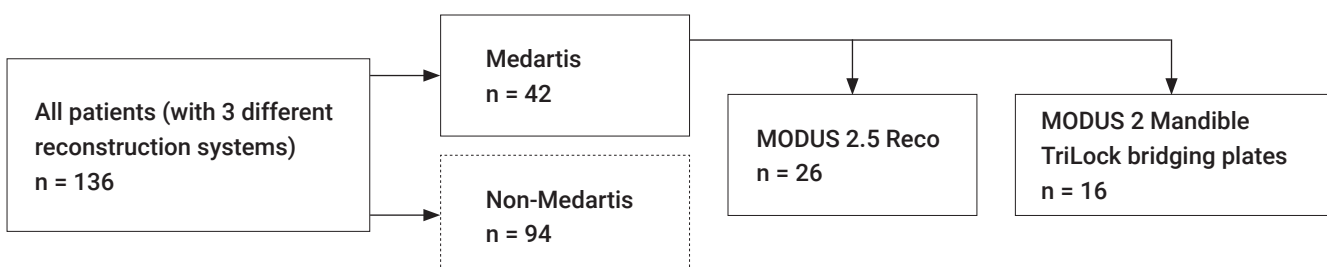 All patients (with 3 different
reconstruction systems)
n = 136
Medartis
n = 42
Non-Medartis
n = 94
MODUS 2.5 Reco
n = 26
MODUS 2 Mandible
TriLock bridging plates
n = 16